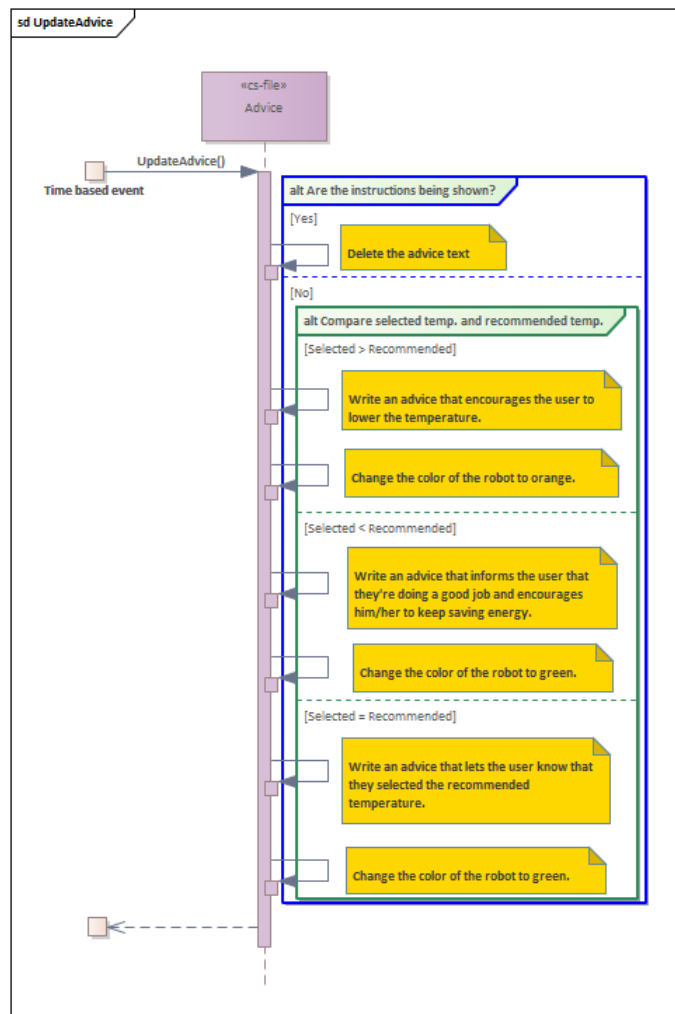 sd UpdateAdvice
«cs-file»
Advice
UpdateAdvice()
Time based event
alt Are the instructions being shown?
[Yes]
Delete the advice text
[No]
alt Compare selected temp. and recommended temp.
[Selected > Recommended]
Write an advice that encourages the user to
lower the temperature.
Change the color of the robot to orange.
[Selected < Recommended]
Write an advice that informs the user that
they're doing a good job and encourages
him/her to keep saving energy.
Change the color of the robot to green.
[Selected = Recommended]
Write an advice that lets the user know that
they selected the recommended
temperature.
Change the color of the robot to green.